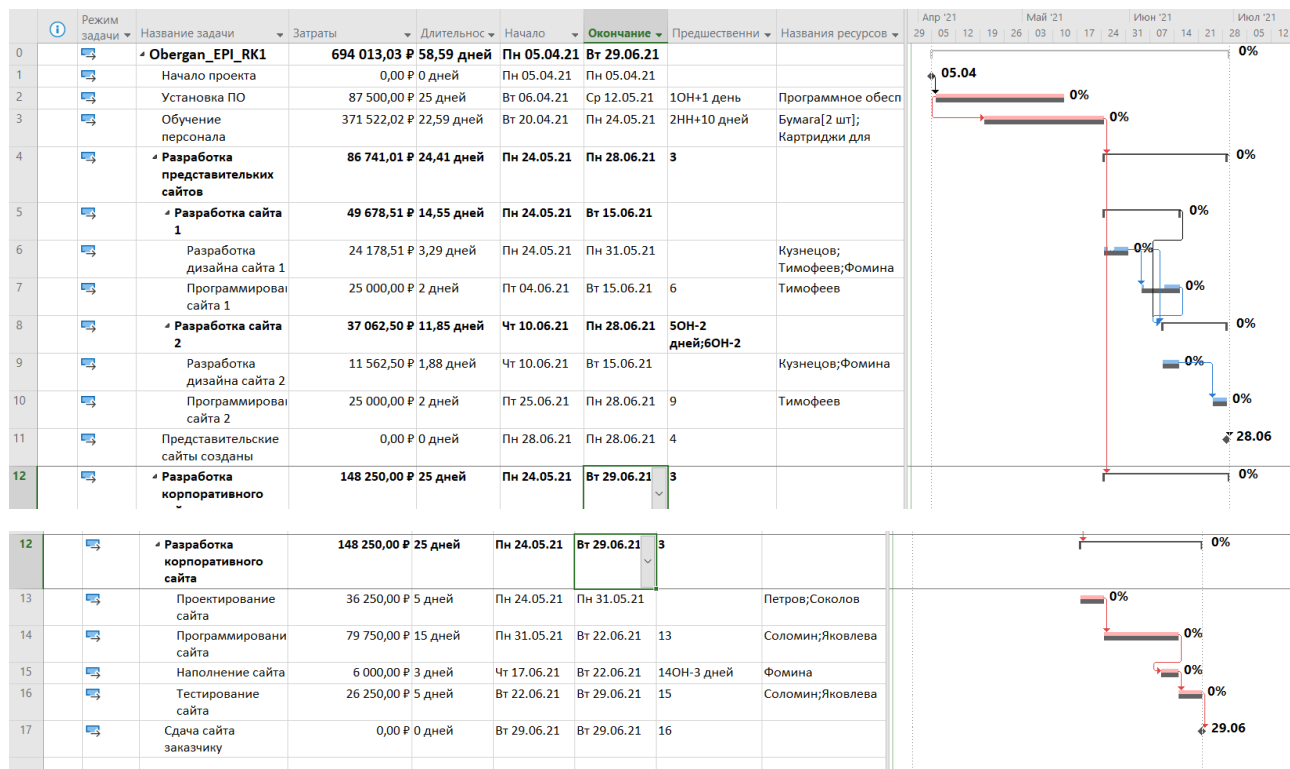 Режим задачи Название задачи Затраты Длительнос Начало Окончание Предшественни Названия ресурсов
Апр '21 Май '21 Июн '21 Июл '21
29 05 12 19 26 03 10 17 24 31 07 14 21 28 05 12
0 Obergan_EPI_RK1 694 013,03 ₽ 58,59 дней Пн 05.04.21 Вт 29.06.21 0%
1 Начало проекта 0,00 ₽ 0 дней Пн 05.04.21 Пн 05.04.21 05.04
2 Установка ПО 87 500,00 ₽ 25 дней Вт 06.04.21 Ср 12.05.21 1ОН+1 день Программное обесп 0%
3 Обучение 371 522,02 ₽ 22,59 дней Вт 20.04.21 Пн 24.05.21 2НН+10 дней Бумага[2 шт]; 0%
персонала Картриджи для
4 Разработка 86 741,01 ₽ 24,41 дней Пн 24.05.21 Пн 28.06.21 3 0%
представительких
сайтов
5 Разработка сайта 49 678,51 ₽ 14,55 дней Пн 24.05.21 Вт 15.06.21 0%
1
6 Разработка 24 178,51 ₽ 3,29 дней Пн 24.05.21 Пн 31.05.21 Кузнецов; 0%
дизайна сайта 1 Тимофеев;Фомина
7 Программирова 25 000,00 ₽ 2 дней Пт 04.06.21 Вт 15.06.21 6 Тимофеев 0%
сайта 1
8 Разработка сайта 37 062,50 ₽ 11,85 дней Чт 10.06.21 Пн 28.06.21 5ОН-2 0%
2 дней;6ОН-2
9 Разработка 11 562,50 ₽ 1,88 дней Чт 10.06.21 Вт 15.06.21 Кузнецов;Фомина 0%
дизайна сайта 2
10 Программирова 25 000,00 ₽ 2 дней Пт 25.06.21 Пн 28.06.21 9 Тимофеев 0%
сайта 2
11 Представительские 0,00 ₽ 0 дней Пн 28.06.21 Пн 28.06.21 4 28.06
сайты созданы
12 Разработка 148 250,00 ₽ 25 дней Пн 24.05.21 Вт 29.06.21 3 0%
корпоративного
12 Разработка 148 250,00 ₽ 25 дней Пн 24.05.21 Вт 29.06.21 3 0%
корпоративного
сайта
13 Проектирование 36 250,00 ₽ 5 дней Пн 24.05.21 Пн 31.05.21 Петров;Соколов 0%
сайта
14 Программировани 79 750,00 ₽ 15 дней Пн 31.05.21 Вт 22.06.21 13 Соломин;Яковлева 0%
сайта
15 Наполнение сайта 6 000,00 ₽ 3 дней Чт 17.06.21 Вт 22.06.21 14ОН-3 дней Фомина 0%
16 Тестирование 26 250,00 ₽ 5 дней Вт 22.06.21 Вт 29.06.21 15 Соломин;Яковлева 0%
сайта
17 Сдача сайта 0,00 ₽ 0 дней Вт 29.06.21 Вт 29.06.21 16 29.06
заказчику